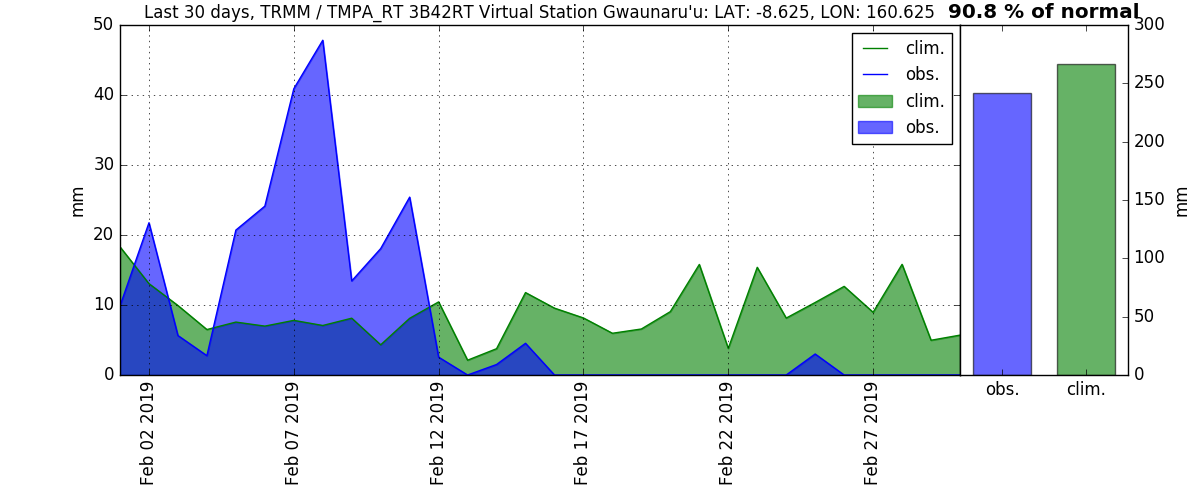 Last 30 days, TRMM / TMPA_RT 3B42RT Virtual Station Gwaunaru'u: LAT: -8.625, LON: 160.625
90.8 % of normal
50
40
30
20
10
0
mm
clim.
obs.
clim.
obs.
Feb 02 2019
Feb 07 2019
Feb 12 2019
Feb 17 2019
Feb 22 2019
Feb 27 2019
300
250
200
150
100
50
0
mm
obs.
clim.